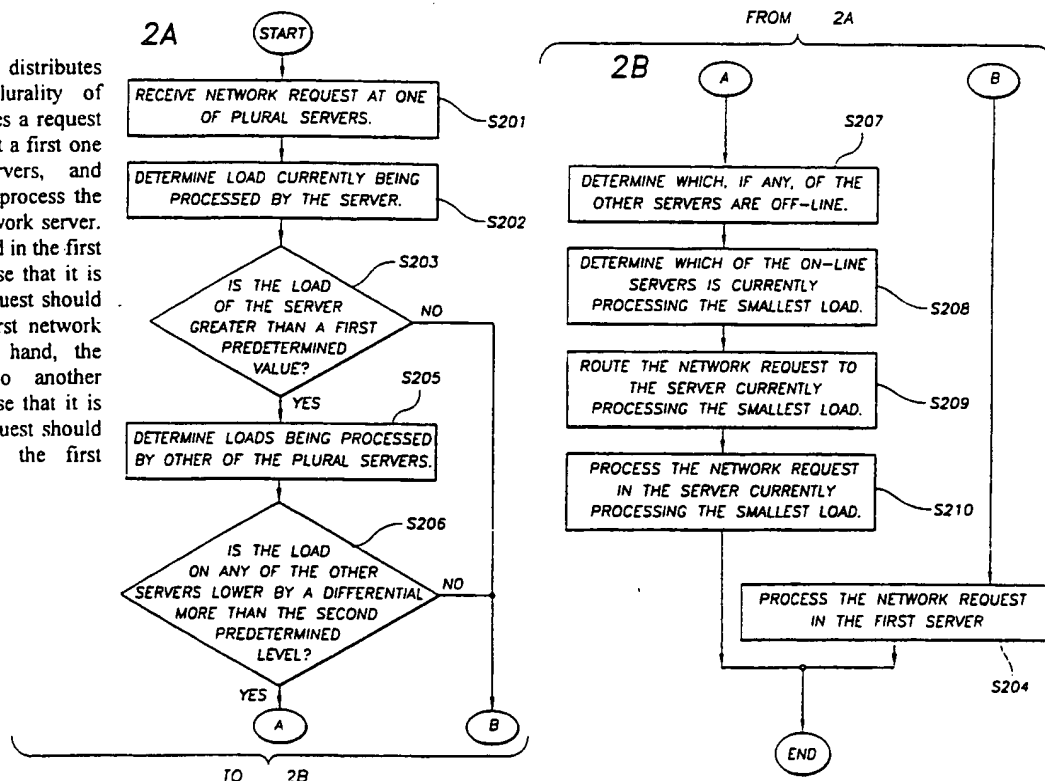 distributes
lurality of
es a request
t a first one
rvers, and
process the
work server.
d in the first
se that it is
quest should
rst network
hand, the
o another
se that it is
quest should
the first
2A
START
RECEIVE NETWORK REQUEST AT ONE
OF PLURAL SERVERS.
S201
DETERMINE LOAD CURRENTLY BEING
PROCESSED BY THE SERVER.
S202
S203
IS THE LOAD
OF THE SERVER
GREATER THAN A FIRST
PREDETERMINED
VALUE?
NO
YES
S205
DETERMINE LOADS BEING PROCESSED
BY OTHER OF THE PLURAL SERVERS.
S206
IS THE LOAD
ON ANY OF THE OTHER
SERVERS LOWER BY A DIFFERENTIAL
MORE THAN THE SECOND
PREDETERMINED
LEVEL?
NO
YES
A
B
TO 2B
FROM 2A
2B
A
B
S207
DETERMINE WHICH, IF ANY, OF THE
OTHER SERVERS ARE OFF-LINE.
DETERMINE WHICH OF THE ON-LINE
SERVERS IS CURRENTLY
PROCESSING THE SMALLEST LOAD.
S208
ROUTE THE NETWORK REQUEST TO
THE SERVER CURRENTLY
PROCESSING THE SMALLEST LOAD.
S209
PROCESS THE NETWORK REQUEST
IN THE SERVER CURRENTLY
PROCESSING THE SMALLEST LOAD.
S210
PROCESS THE NETWORK REQUEST
IN THE FIRST SERVER
S204
END